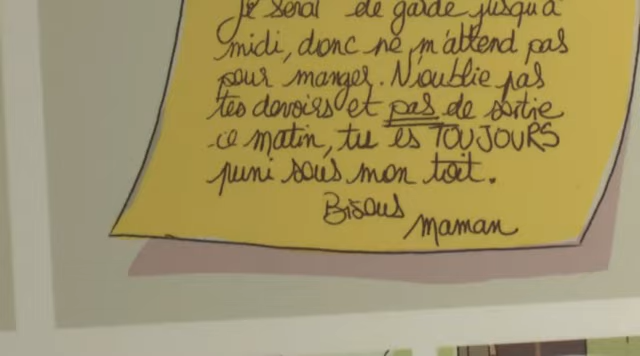 Je serai de garde jusqu'à
midi, donc ne m'attend pas
pour manger. N'oublie pas
tes devoirs et pas de sortie
ce matin, tu es TOUJOURS
puni sous mon toit.
Bisous
Maman